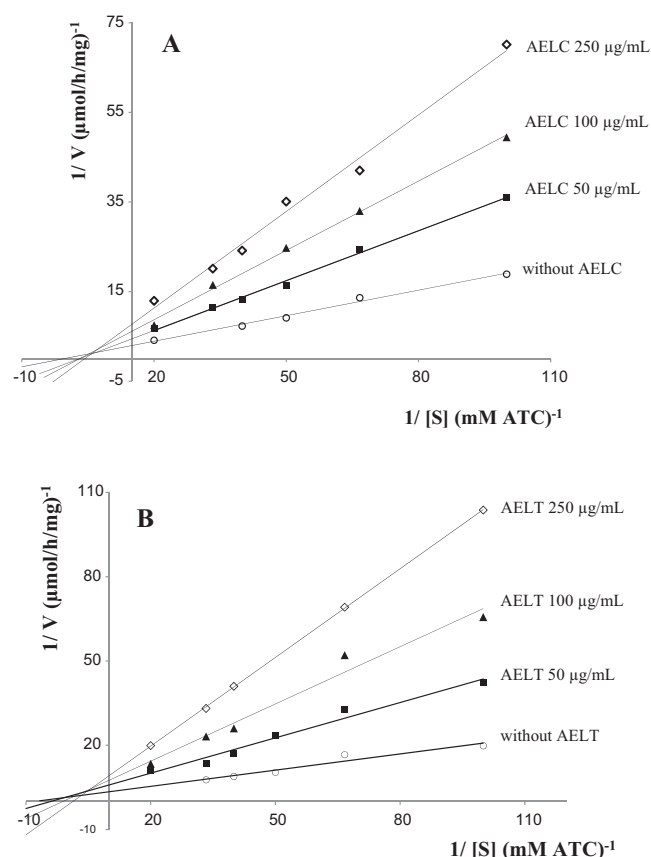 A
75
55
35
15
-5
-10
20
50
80
110
1/ V (µmol/h/mg)-1
1/ [S] (mM ATC)-1
AELC 250 µg/mL
AELC 100 µg/mL
AELC 50 µg/mL
without AELC
B
110
80
50
20
-10
-10
20
50
80
110
1/ V (µmol/h/mg)-1
1/ [S] (mM ATC)-1
AELT 250 µg/mL
AELT 100 µg/mL
AELT 50 µg/mL
without AELT